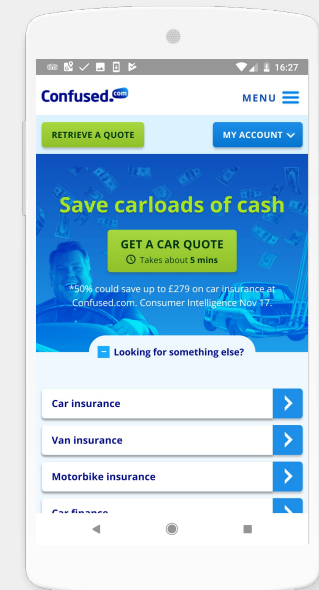 16:27
Confused.com
MENU
RETRIEVE A QUOTE
MY ACCOUNT
Save carloads of cash
GET A CAR QUOTE
Takes about 5 mins
*50% could save up to £279 on car insurance at
Confused.com. Consumer Intelligence Nov 17.
Looking for something else?
Car insurance
Van insurance
Motorbike insurance
Car finance